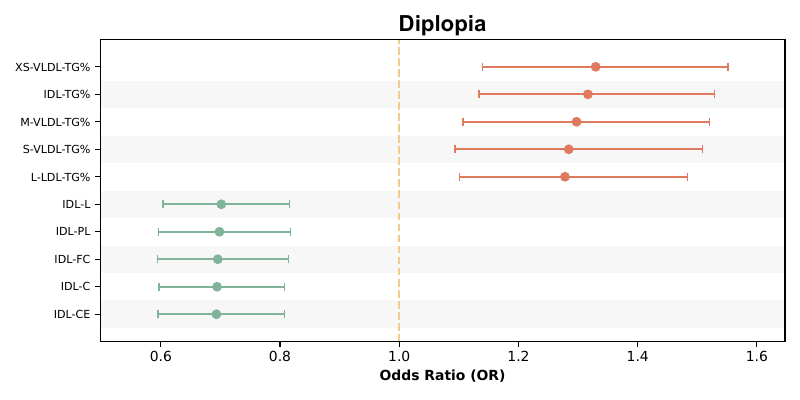 Diplopia
XS-VLDL-TG%
IDL-TG%
M-VLDL-TG%
S-VLDL-TG%
L-LDL-TG%
IDL-L
IDL-PL
IDL-FC
IDL-C
IDL-CE
0.6 0.8 1.0 1.2 1.4 1.6
Odds Ratio (OR)